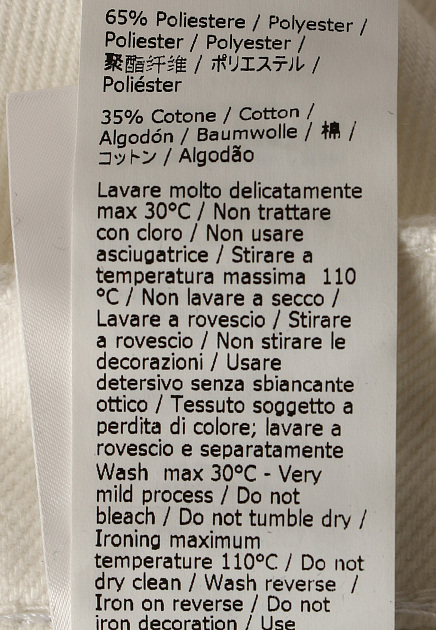 65% Poliestere / Polyester /
Poliester / Polyester /
聚酯纤维 / ポリエステル /
Poliéster
35% Cotone / Cotton /
Algodón / Baumwolle / 棉 /
コットン / Algodão
Lavare molto delicatamente
max 30°C / Non trattare
con cloro / Non usare
asciugatrice / Stirare a
temperatura massima 110
°C / Non lavare a secco /
Lavare a rovescio / Stirare
a rovescio / Non stirare le
decorazioni / Usare
detersivo senza sbiancante
ottico / Tessuto soggetto a
perdita di colore; lavare a
rovescio e separatamente
Wash max 30°C - Very
mild process / Do not
bleach / Do not tumble dry /
Ironing maximum
temperature 110°C / Do not
dry clean / Wash reverse /
Iron on reverse / Do not
iron decoration / Use